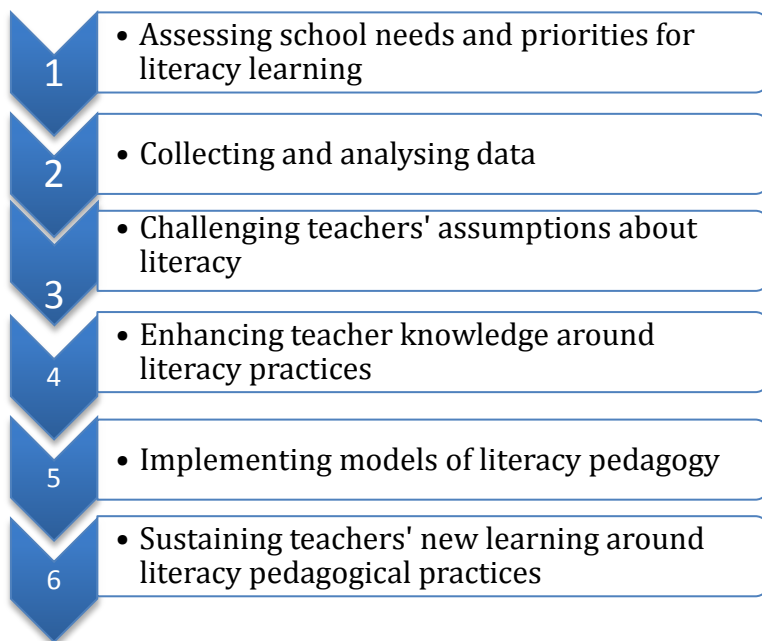 1
• Assessing school needs and priorities for
literacy learning
2
• Collecting and analysing data
3
• Challenging teachers' assumptions about
literacy
4
• Enhancing teacher knowledge around
literacy practices
5
• Implementing models of literacy pedagogy
6
• Sustaining teachers' new learning around
literacy pedagogical practices